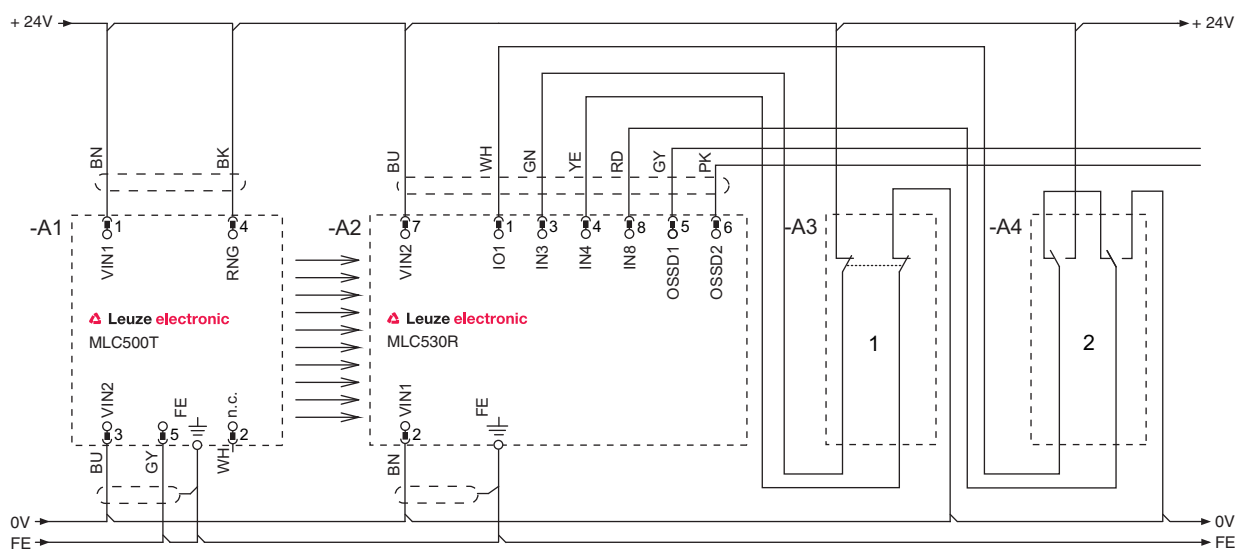 + 24V
+ 24V
BN
BK
BU
WH
GN
YE
RD
GY
PK
-A1
1
4
-A2
7
1
3
4
8
5
6
-A3
-A4
VIN1
RNG
VIN2
IO1
IN3
IN4
IN8
OSSD1
OSSD2
Leuze electronic
MLC500T
Leuze electronic
MLC530R
1
2
VIN2
FE
n.c.
VIN1
FE
3
5
2
2
BU
GY
WH
BN
0V
0V
FE
FE